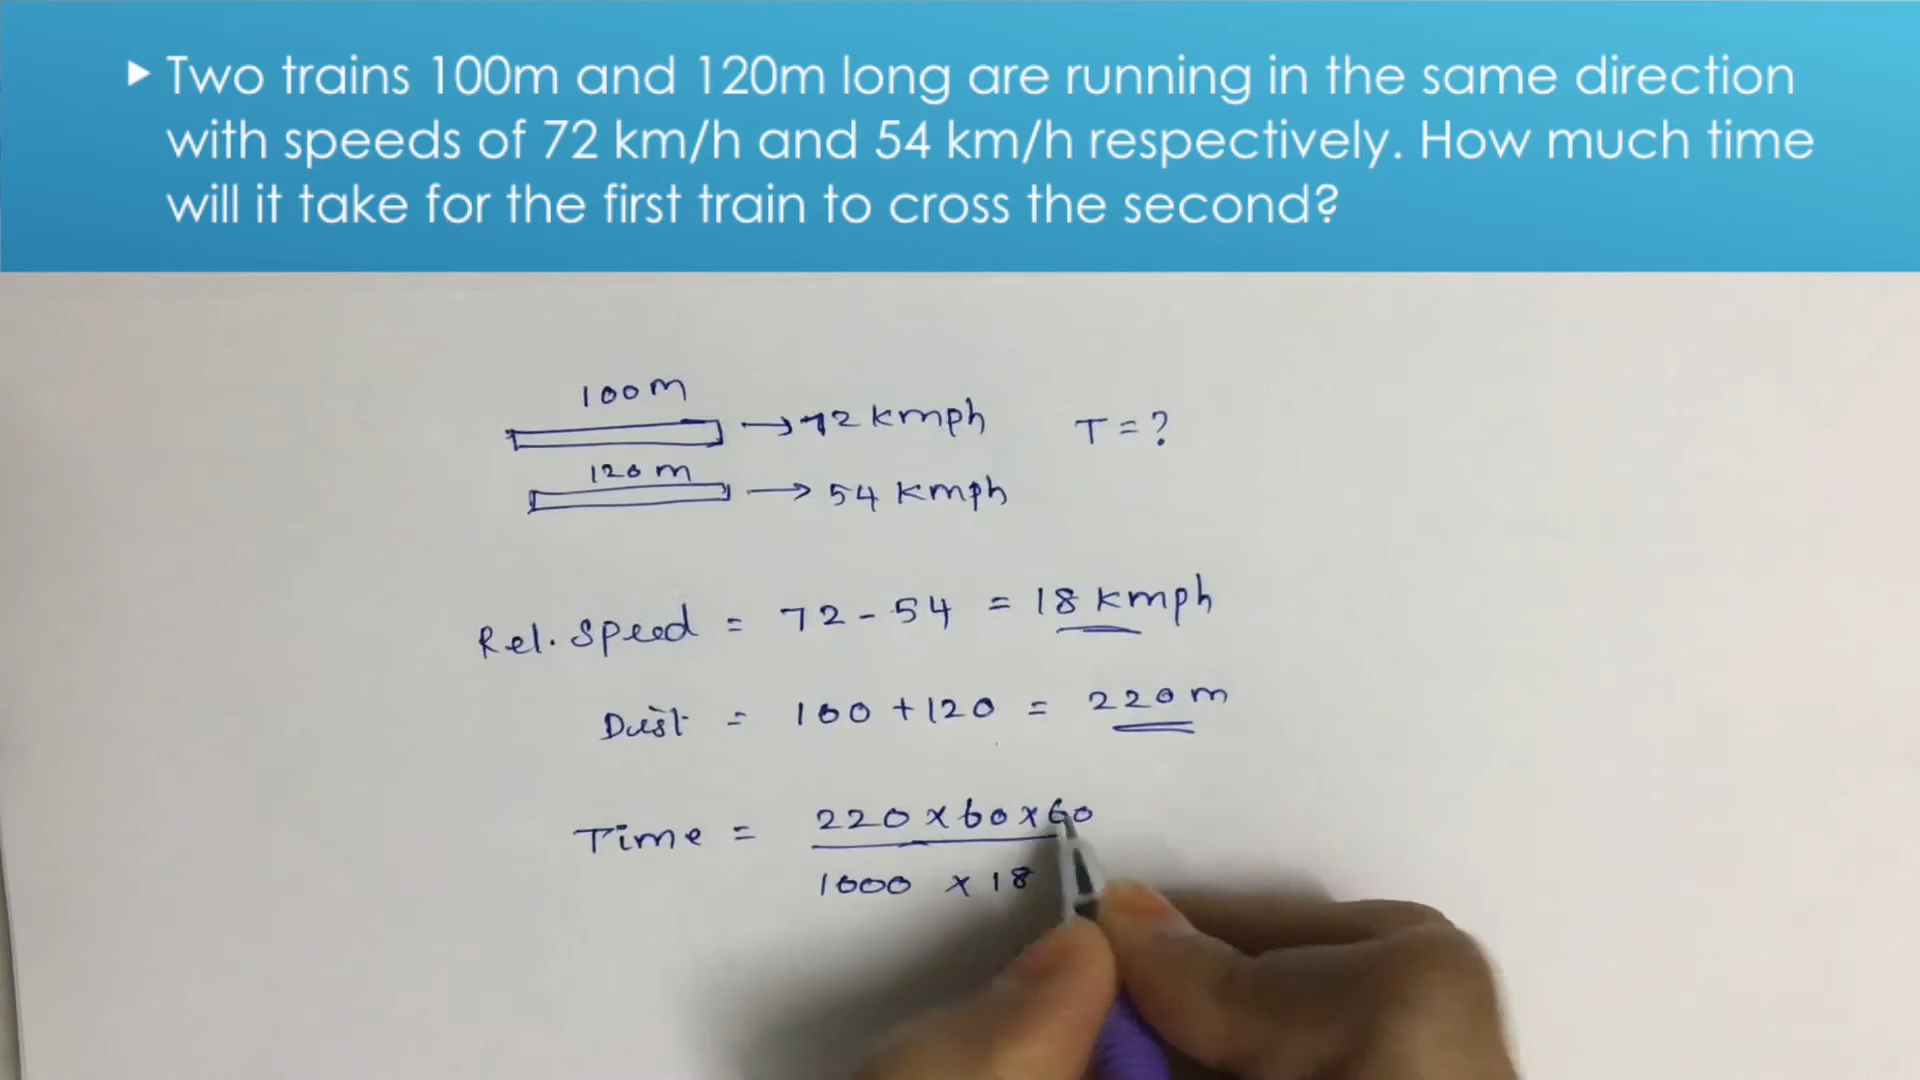 Two trains 100m and 120m long are running in the same direction
with speeds of 72 km/h and 54 km/h respectively. How much time
will it take for the first train to cross the second?
100m
→72 kmph T = ?
120 m
→ 54 kmph
Rel. Speed = 72 - 54 = 18 kmph
Dist = 100 + 120 = 220 m
Time = 220 x 60 x 60
1000 x 18